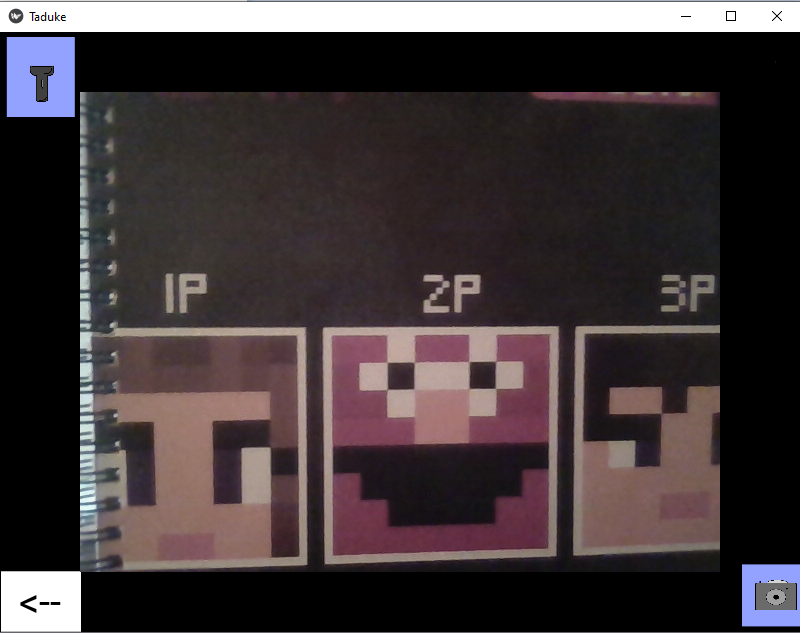 Taduke
1P 2P 3P
<--